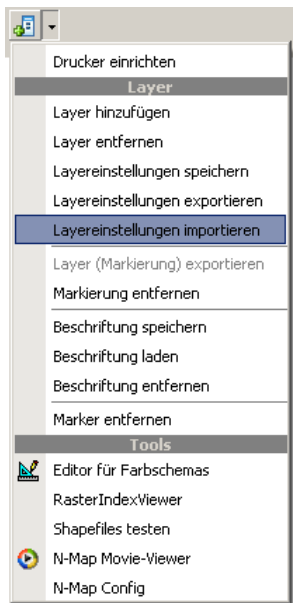 Drucker einrichten
Layer
Layer hinzufügen
Layer entfernen
Layereinstellungen speichern
Layereinstellungen exportieren
Layereinstellungen importieren
Layer (Markierung) exportieren
Markierung entfernen
Beschriftung speichern
Beschriftung laden
Beschriftung entfernen
Marker entfernen
Tools
Editor für Farbschemas
RasterIndexViewer
Shapefiles testen
N-Map Movie-Viewer
N-Map Config